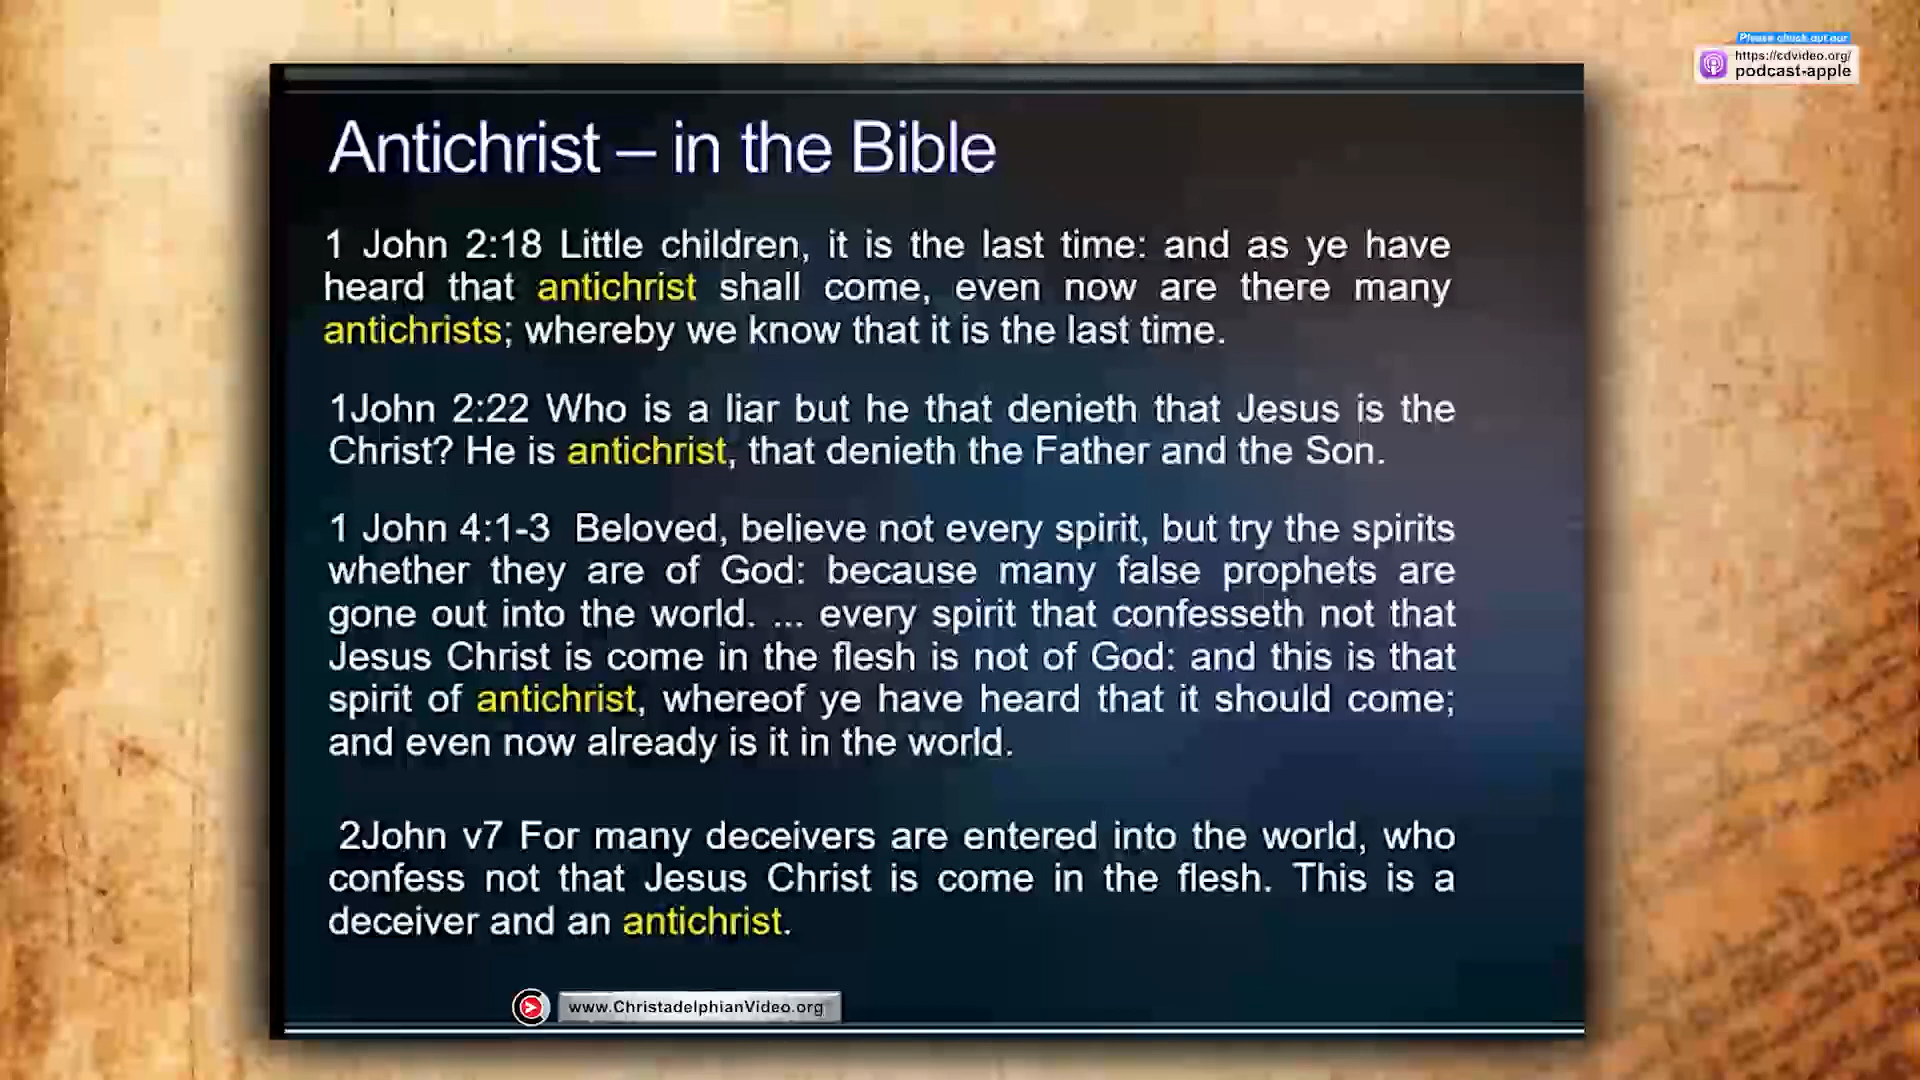 Please check out our
https://cdvideo.org/
podcast-apple
Antichrist – in the Bible
1 John 2:18 Little children, it is the last time: and as ye have
heard that antichrist shall come, even now are there many
antichrists; whereby we know that it is the last time.
1John 2:22 Who is a liar but he that denieth that Jesus is the
Christ? He is antichrist, that denieth the Father and the Son.
1 John 4:1-3 Beloved, believe not every spirit, but try the spirits
whether they are of God: because many false prophets are
gone out into the world. ... every spirit that confesseth not that
Jesus Christ is come in the flesh is not of God: and this is that
spirit of antichrist, whereof ye have heard that it should come;
and even now already is it in the world.
2John v7 For many deceivers are entered into the world, who
confess not that Jesus Christ is come in the flesh. This is a
deceiver and an antichrist.
www.ChristadelphianVideo.org